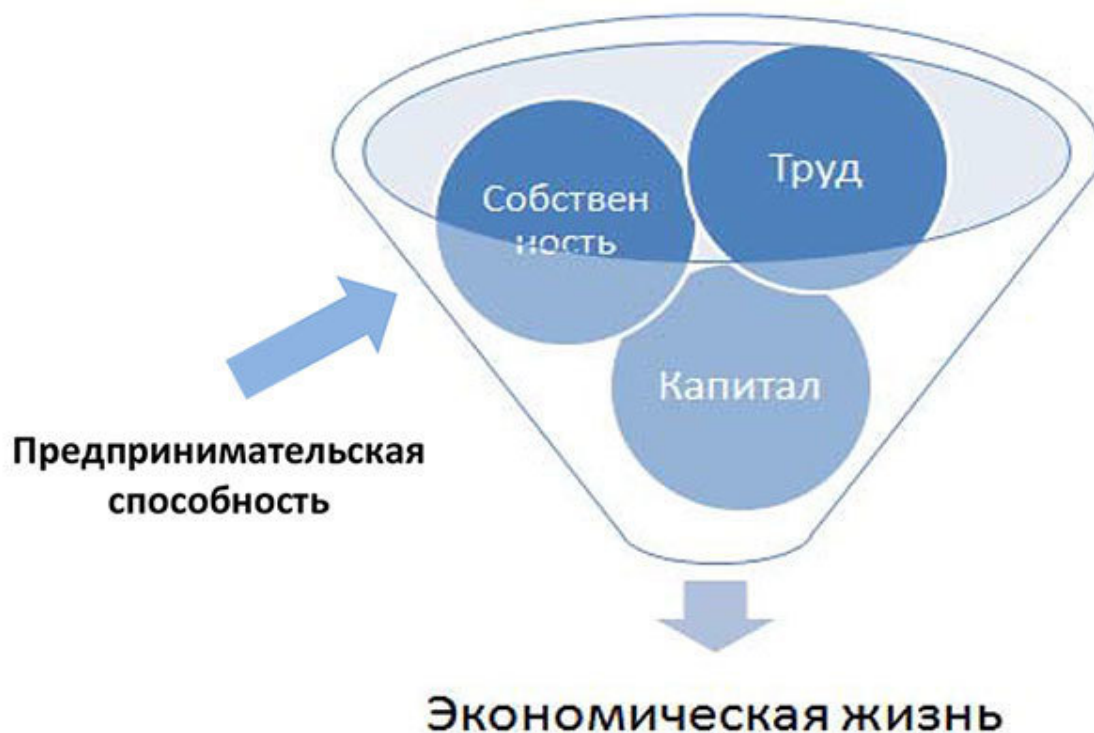 Труд
Собствен
ность
Капитал
Предпринимательская
способность
Экономическая жизнь